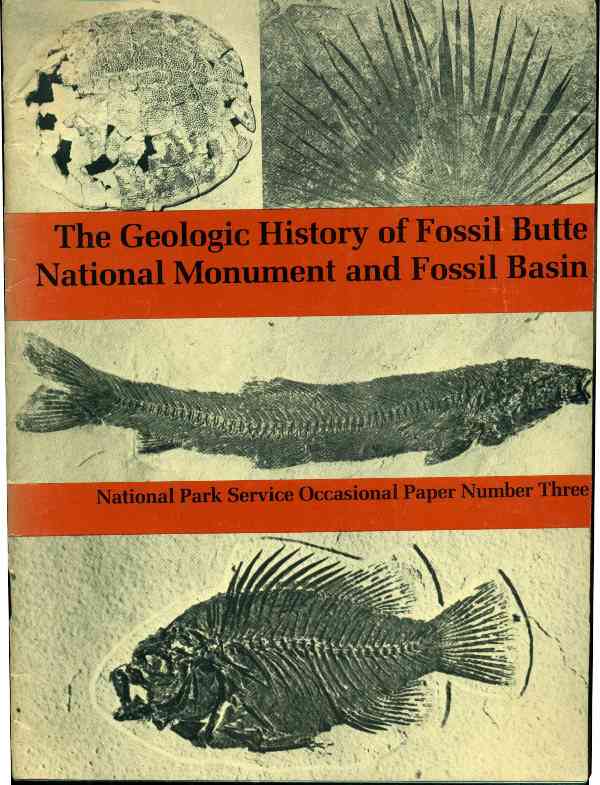 The Geologic History of Fossil Butte
National Monument and Fossil Basin
National Park Service Occasional Paper Number Three